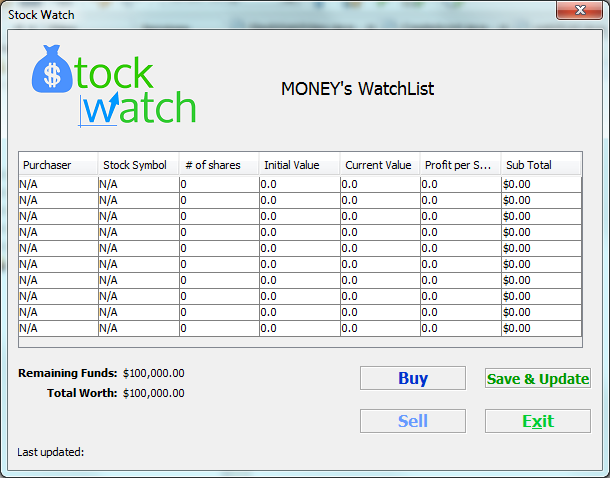 Stock Watch
$tock
watch
MONEY's WatchList
Purchaser Stock Symbol # of shares Initial Value Current Value Profit per S... Sub Total
N/A N/A 0 0.0 0.0 0.0 $0.00
N/A N/A 0 0.0 0.0 0.0 $0.00
N/A N/A 0 0.0 0.0 0.0 $0.00
N/A N/A 0 0.0 0.0 0.0 $0.00
N/A N/A 0 0.0 0.0 0.0 $0.00
N/A N/A 0 0.0 0.0 0.0 $0.00
N/A N/A 0 0.0 0.0 0.0 $0.00
N/A N/A 0 0.0 0.0 0.0 $0.00
N/A N/A 0 0.0 0.0 0.0 $0.00
N/A N/A 0 0.0 0.0 0.0 $0.00
Remaining Funds: $100,000.00
Total Worth: $100,000.00
Buy Save & Update
Sell Exit
Last updated: